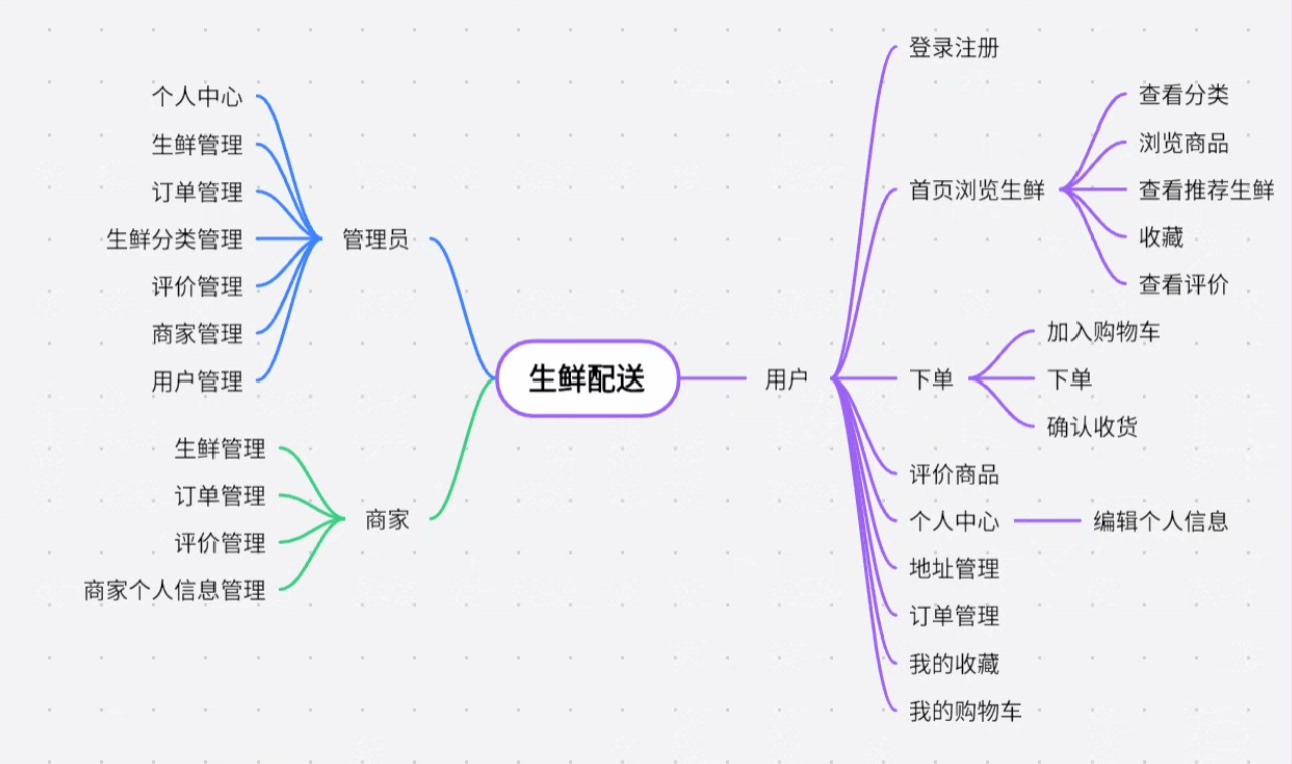 生鲜配送
管理员
个人中心
生鲜管理
订单管理
生鲜分类管理
评价管理
商家管理
用户管理
商家
生鲜管理
订单管理
评价管理
商家个人信息管理
用户
登录注册
首页浏览生鲜
查看分类
浏览商品
查看推荐生鲜
收藏
查看评价
下单
加入购物车
下单
确认收货
评价商品
个人中心
编辑个人信息
地址管理
订单管理
我的收藏
我的购物车